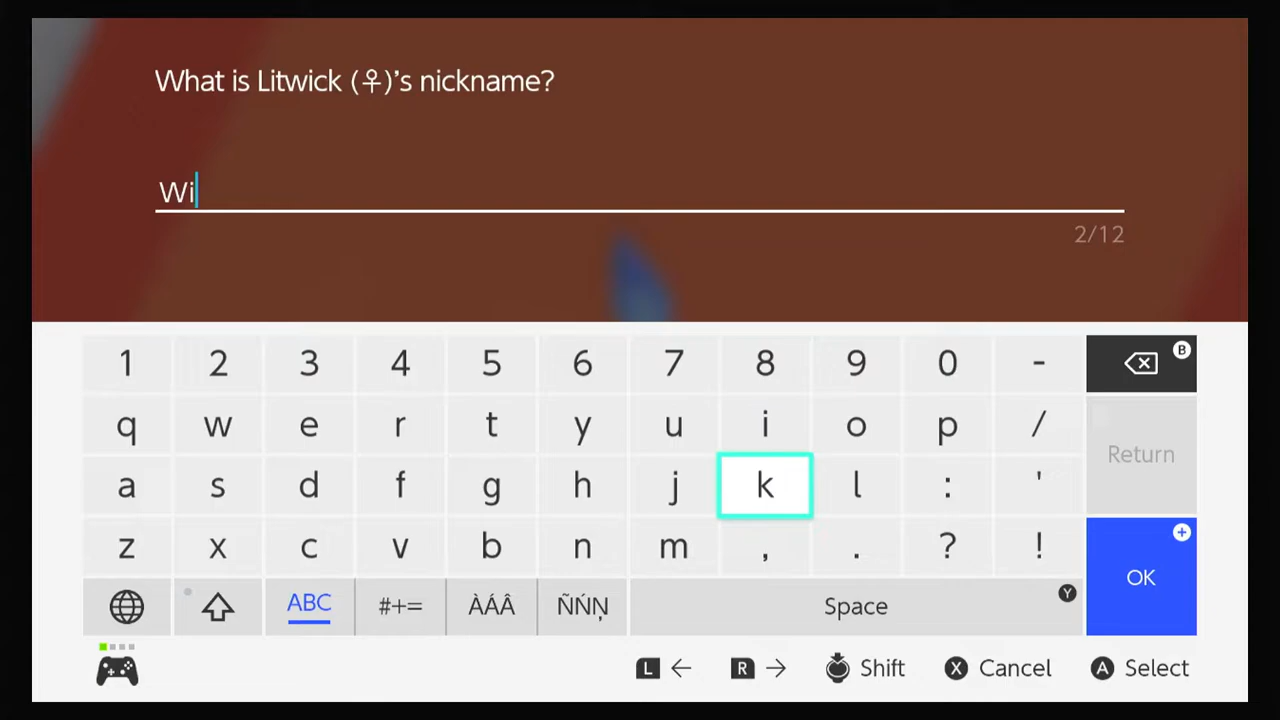 What is Litwick (♀)'s nickname?
Wi
2/12
1 2 3 4 5 6 7 8 9 0 - B
q w e r t y u i o p / Return
a s d f g h j k l : '
z x c v b n m , . ? ! + OK
ABC #+= ÀÁÂ ÑŃŅ Space Y
L ← R → Shift X Cancel A Select